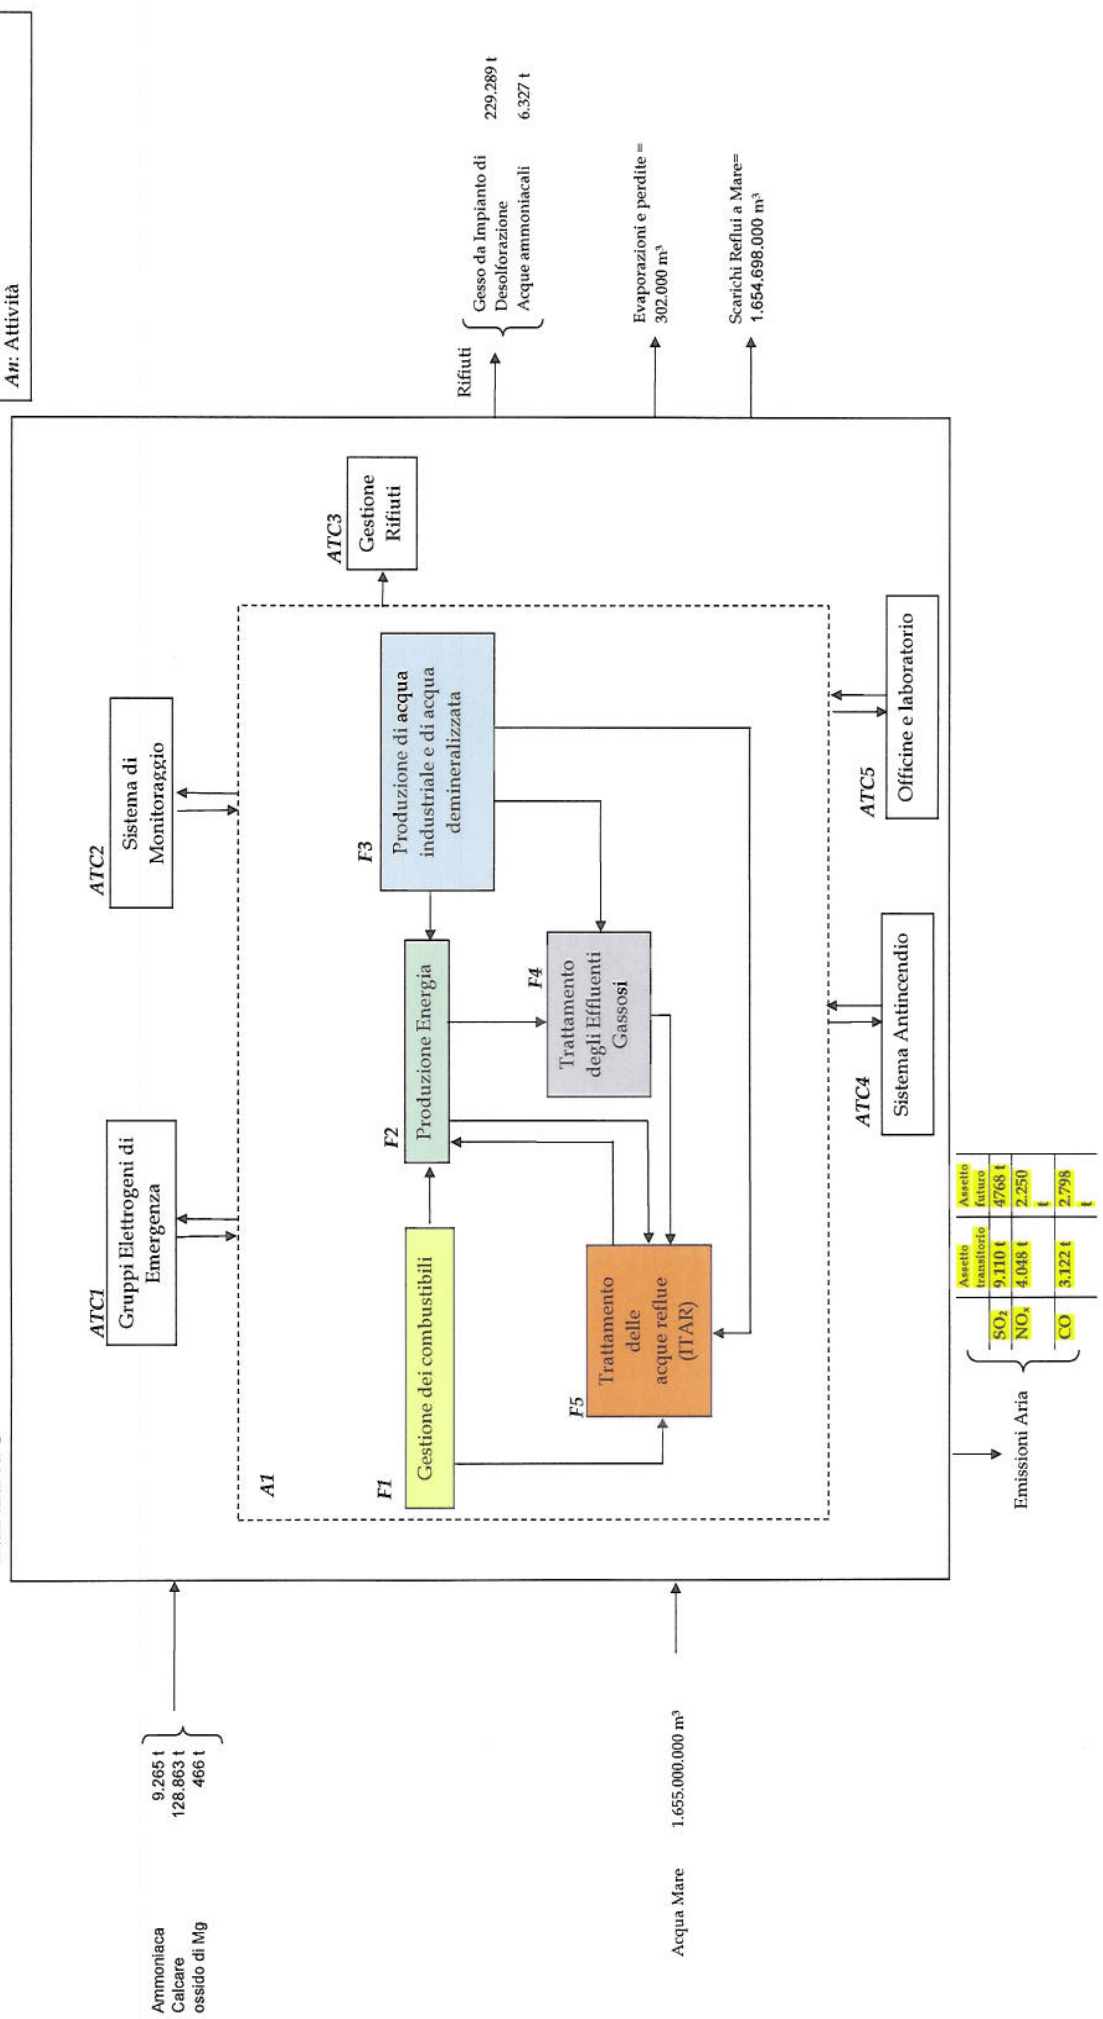 An: Attività
Ammoniaca 9.265 t
Calcare 128.863 t
ossido di Mg 466 t
Acqua Mare 1.655.000.000 m³
ATC1
Gruppi Elettrogeni di
Emergenza
ATC2
Sistema di
Monitoraggio
ATC3
Gestione
Rifiuti
A1
F1
Gestione dei combustibili
F2
Produzione Energia
F3
Produzione di acqua
industriale e di acqua
demineralizzata
F4
Trattamento
degli Effluenti
Gassosi
F5
Trattamento
delle
acque reflue
(ITAR)
ATC4
Sistema Antincendio
ATC5
Officine e laboratorio
Rifiuti
Gesso da Impianto di 229.289 t
Desolforazione
Acque ammoniacali 6.327 t
Evaporazioni e perdite =
302.000 m³
Scarichi Reflui a Mare=
1.654.698.000 m³
Emissioni Aria
Assetto Assetto
transitorio futuro
SO₂ 9.110 t 4768 t
NOₓ 4.048 t 2.250
t
CO 3.122 t 2.798
t